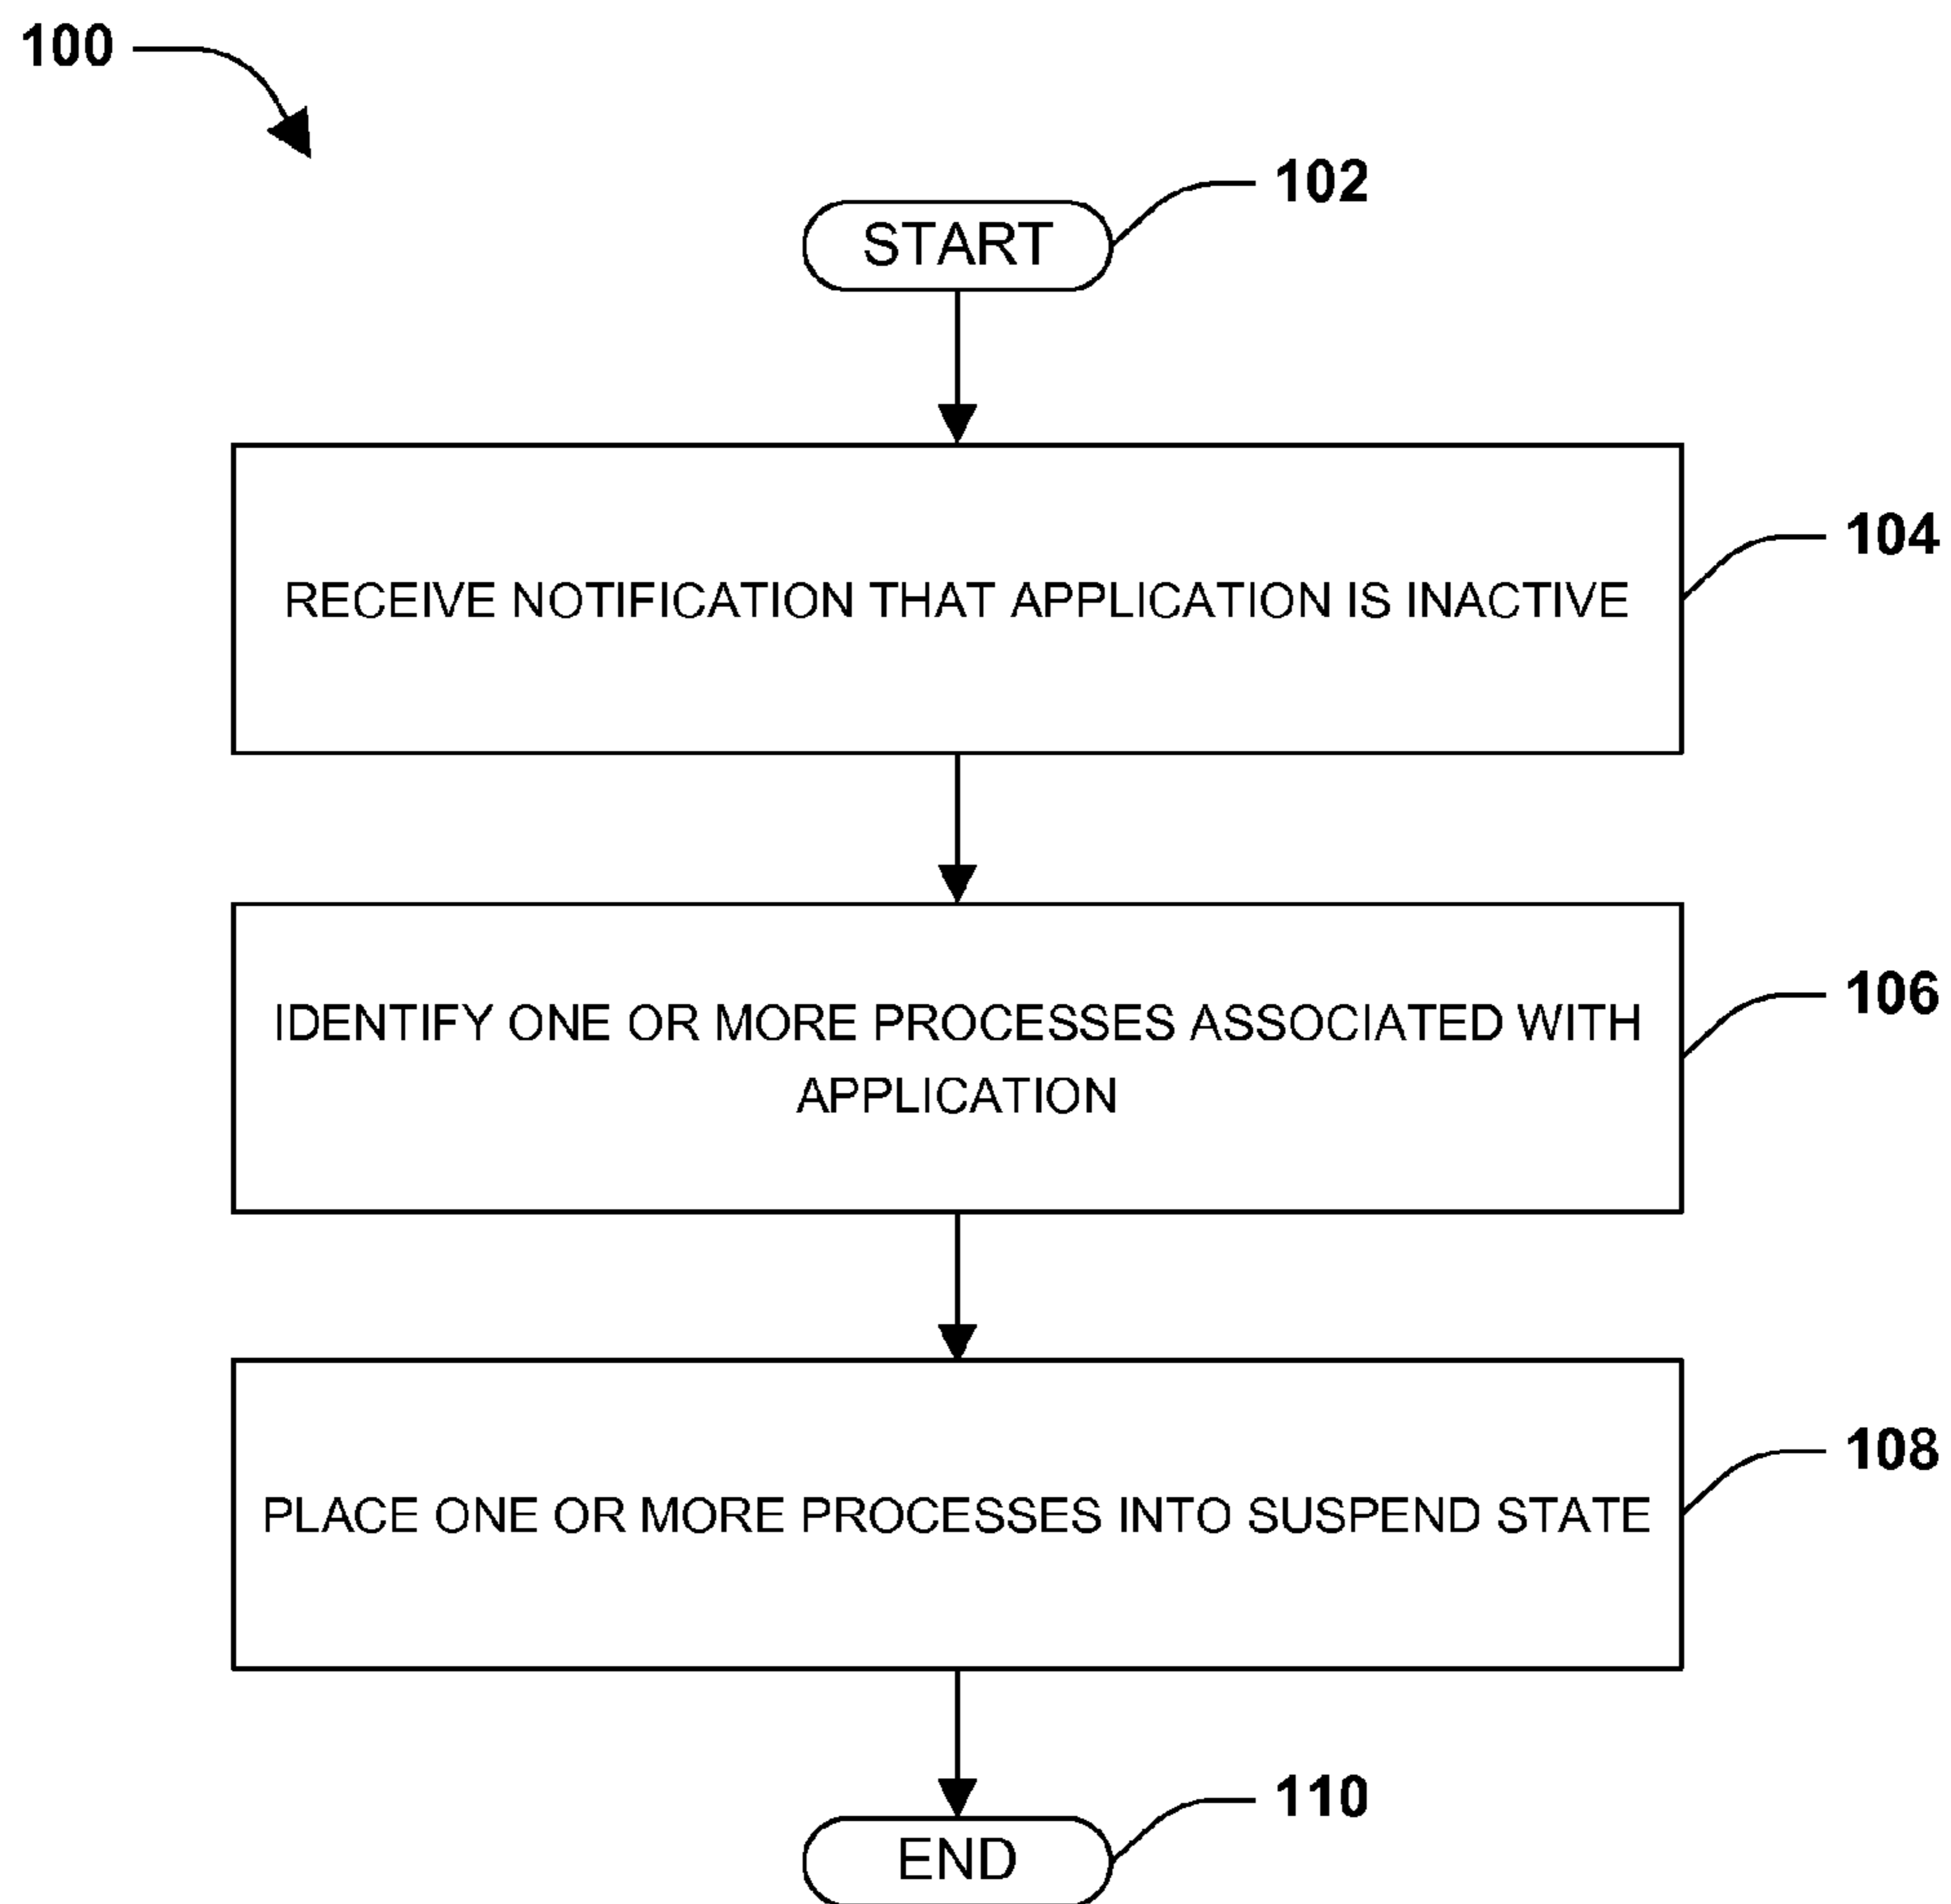 100
102
START
104
RECEIVE NOTIFICATION THAT APPLICATION IS INACTIVE
106
IDENTIFY ONE OR MORE PROCESSES ASSOCIATED WITH
APPLICATION
108
PLACE ONE OR MORE PROCESSES INTO SUSPEND STATE
110
END